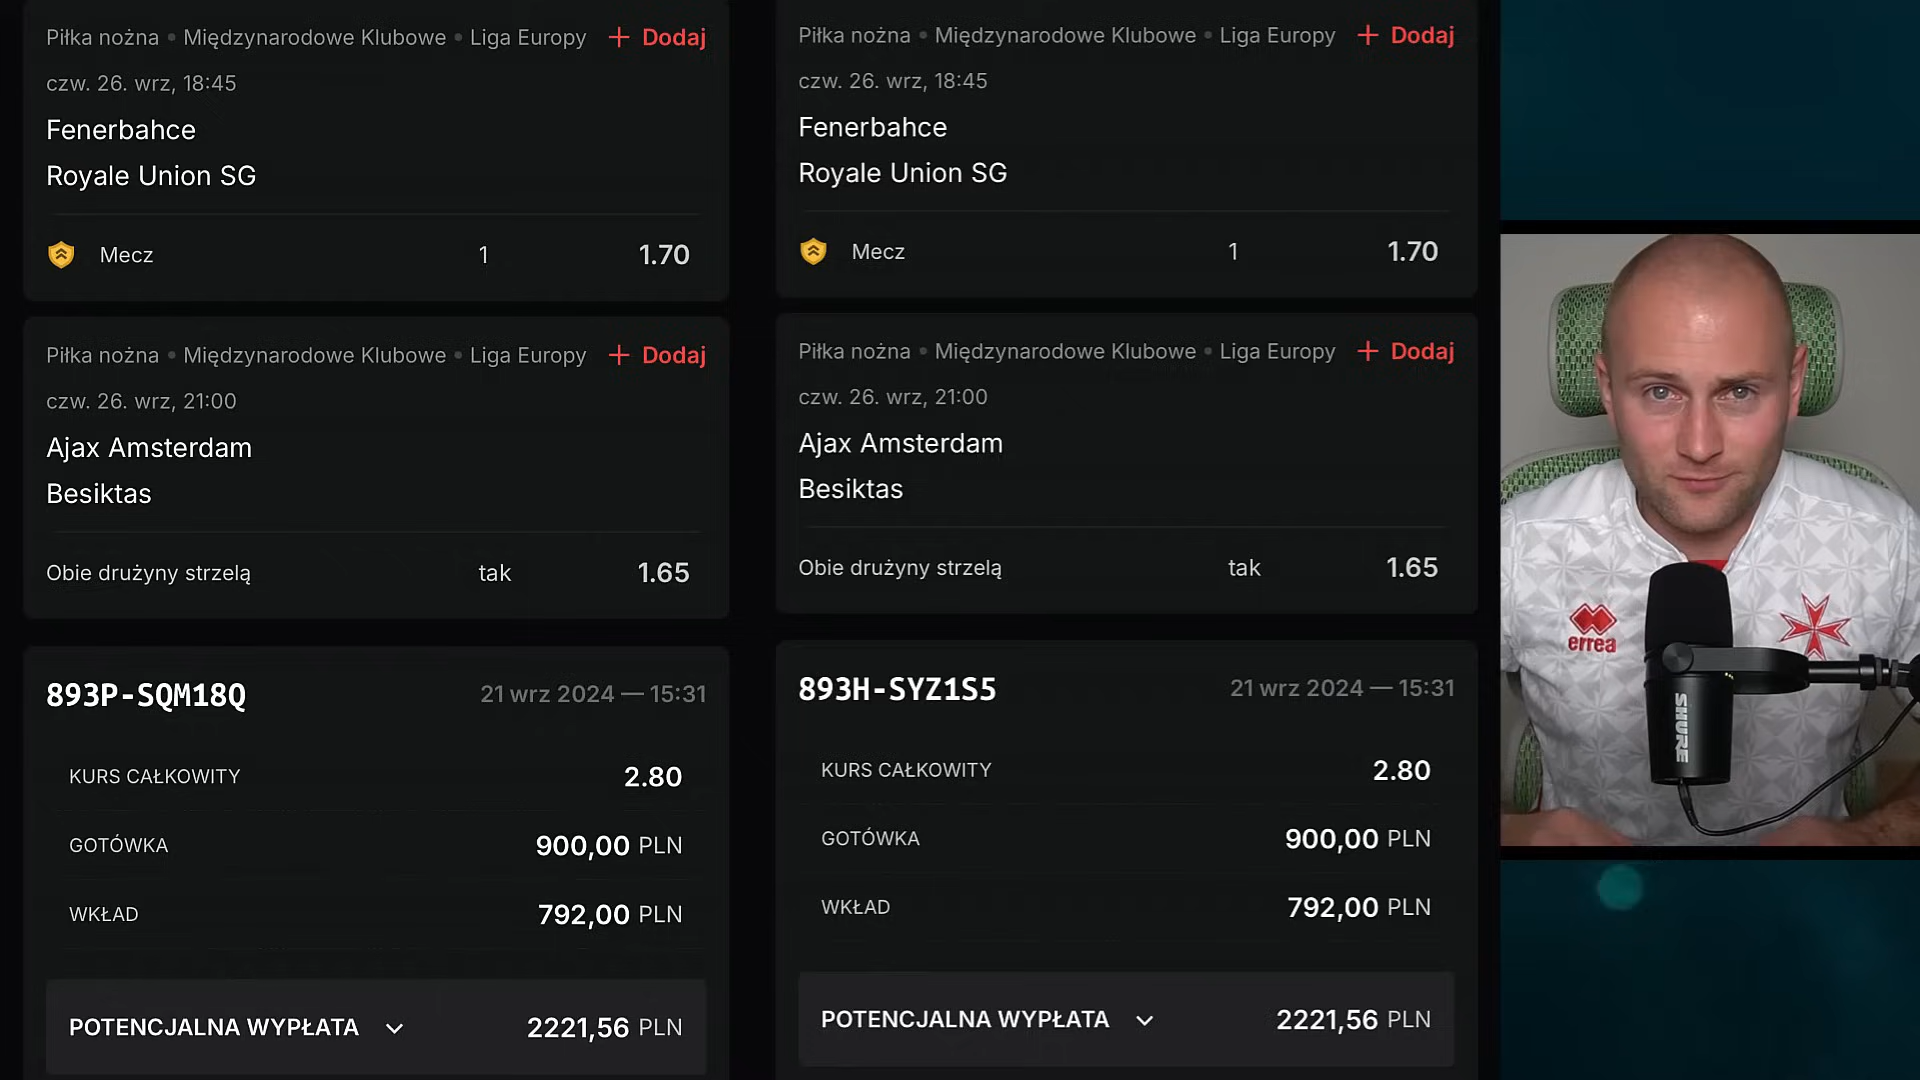 Piłka nożna • Międzynarodowe Klubowe • Liga Europy + Dodaj
czw. 26. wrz, 18:45
Fenerbahce
Royale Union SG
Mecz 1 1.70
Piłka nożna • Międzynarodowe Klubowe • Liga Europy + Dodaj
czw. 26. wrz, 21:00
Ajax Amsterdam
Besiktas
Obie drużyny strzelą tak 1.65
893P-SQM18Q 21 wrz 2024 — 15:31
KURS CAŁKOWITY 2.80
GOTÓWKA 900,00 PLN
WKŁAD 792,00 PLN
POTENCJALNA WYPŁATA 2221,56 PLN
Piłka nożna • Międzynarodowe Klubowe • Liga Europy + Dodaj
czw. 26. wrz, 18:45
Fenerbahce
Royale Union SG
Mecz 1 1.70
Piłka nożna • Międzynarodowe Klubowe • Liga Europy + Dodaj
czw. 26. wrz, 21:00
Ajax Amsterdam
Besiktas
Obie drużyny strzelą tak 1.65
893H-SYZ1S5 21 wrz 2024 — 15:31
KURS CAŁKOWITY 2.80
GOTÓWKA 900,00 PLN
WKŁAD 792,00 PLN
POTENCJALNA WYPŁATA 2221,56 PLN
errea
SHURE